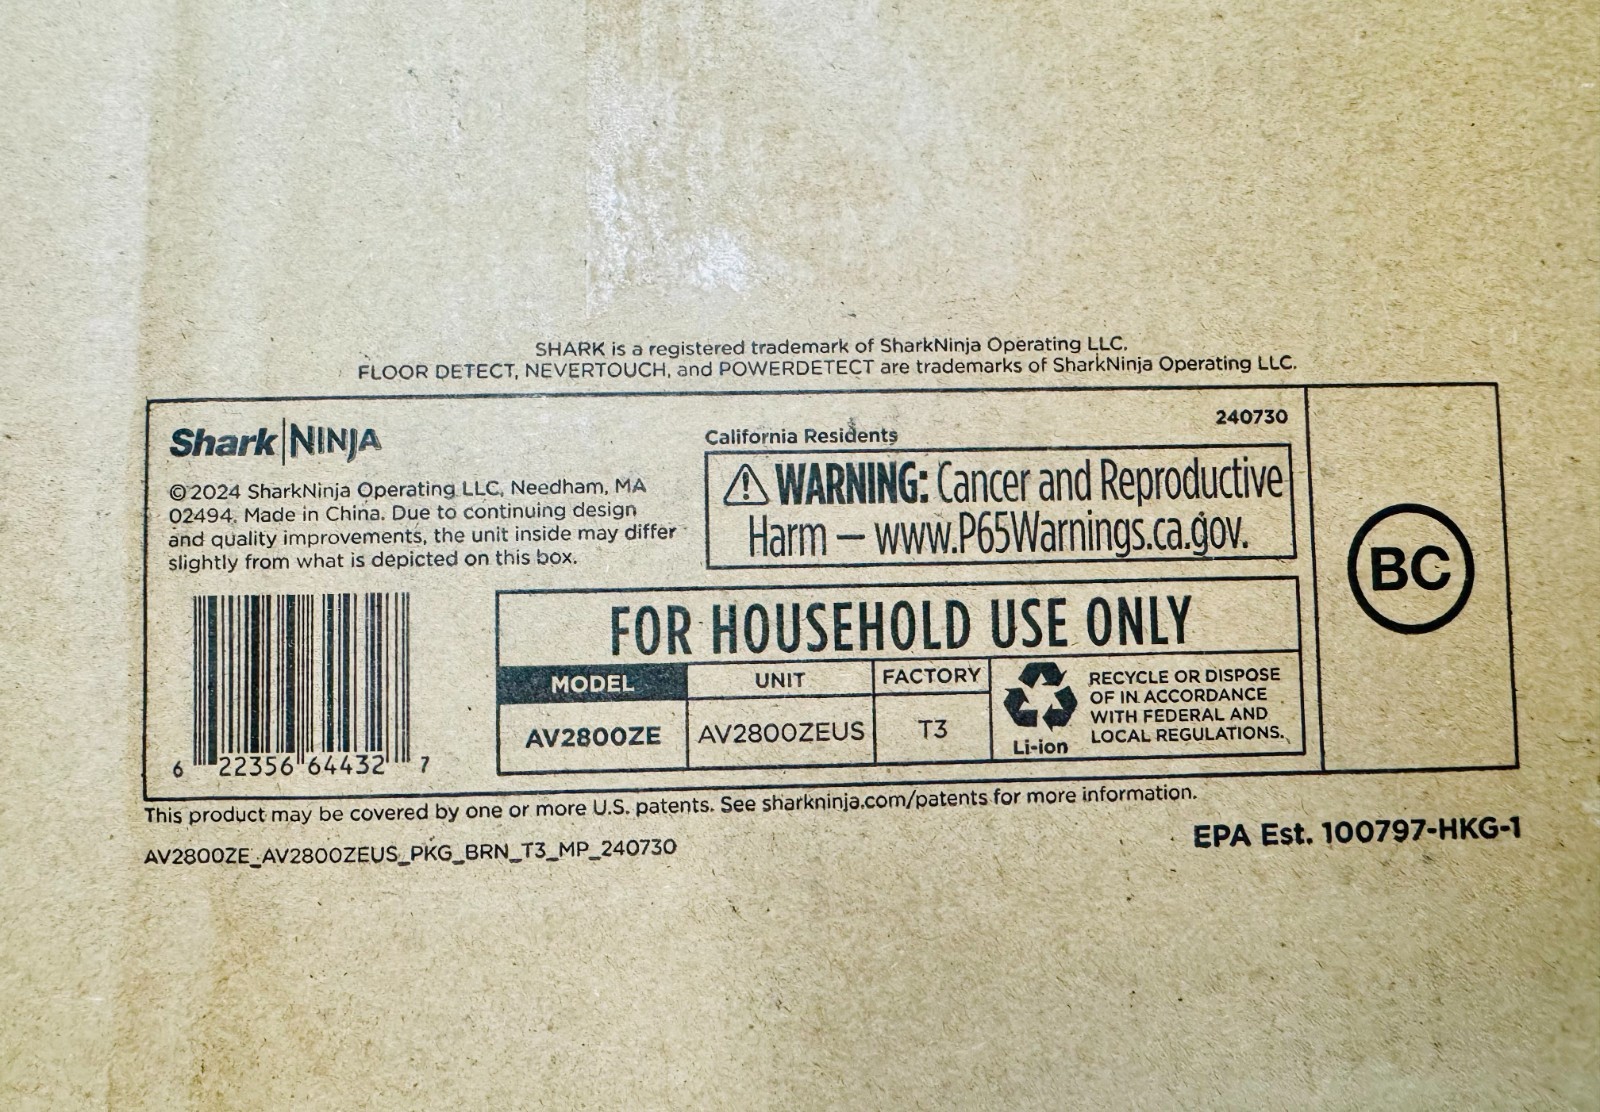 SHARK is a registered trademark of SharkNinja Operating LLC.
FLOOR DETECT, NEVERTOUCH, and POWERDETECT are trademarks of SharkNinja Operating LLC.
Shark|NINJA
©2024 SharkNinja Operating LLC, Needham, MA
02494. Made in China. Due to continuing design
and quality improvements, the unit inside may differ
slightly from what is depicted on this box.
6 22356 64432 7
240730
California Residents
WARNING: Cancer and Reproductive
Harm – www.P65Warnings.ca.gov.
FOR HOUSEHOLD USE ONLY
MODEL UNIT FACTORY
AV2800ZE AV2800ZEUS T3
Li-ion
RECYCLE OR DISPOSE
OF IN ACCORDANCE
WITH FEDERAL AND
LOCAL REGULATIONS.
BC
This product may be covered by one or more U.S. patents. See sharkninja.com/patents for more information.
AV2800ZE_AV2800ZEUS_PKG_BRN_T3_MP_240730
EPA Est. 100797-HKG-1